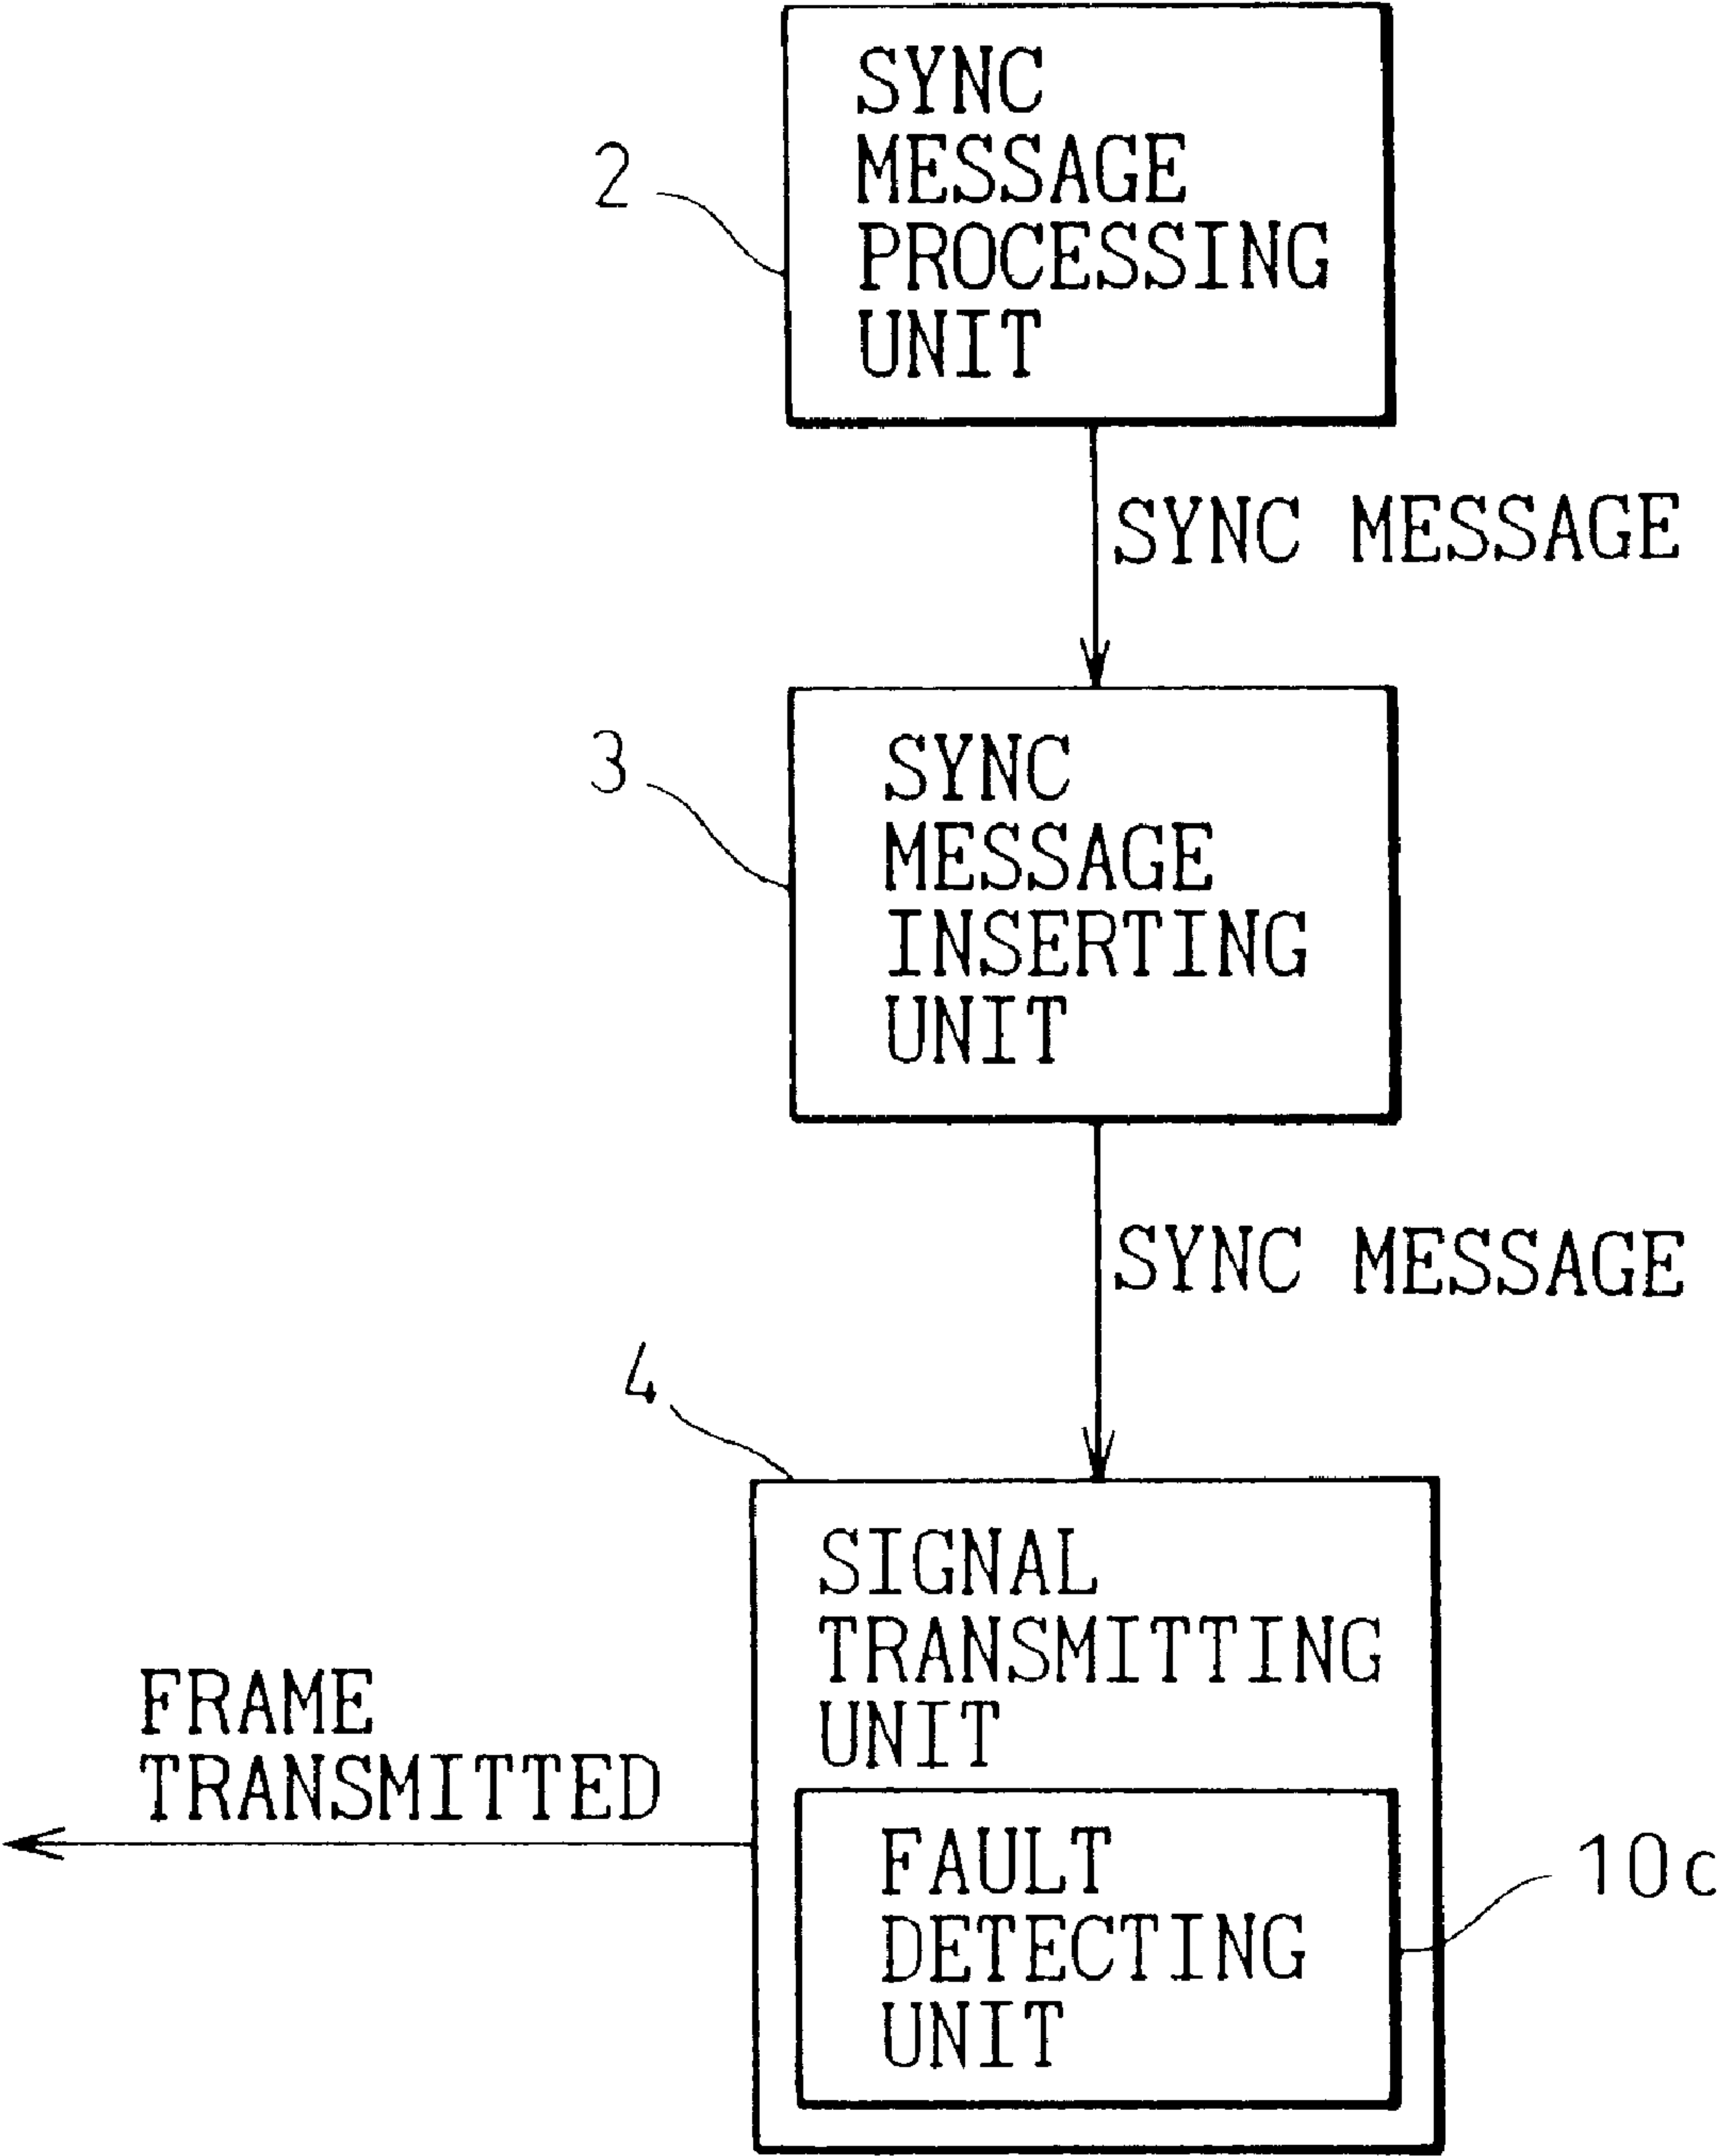 SYNC
MESSAGE
PROCESSING
UNIT
2
SYNC MESSAGE
3
SYNC
MESSAGE
INSERTING
UNIT
SYNC MESSAGE
4
SIGNAL
TRANSMITTING
UNIT
FRAME
TRANSMITTED
FAULT
DETECTING
UNIT
10c